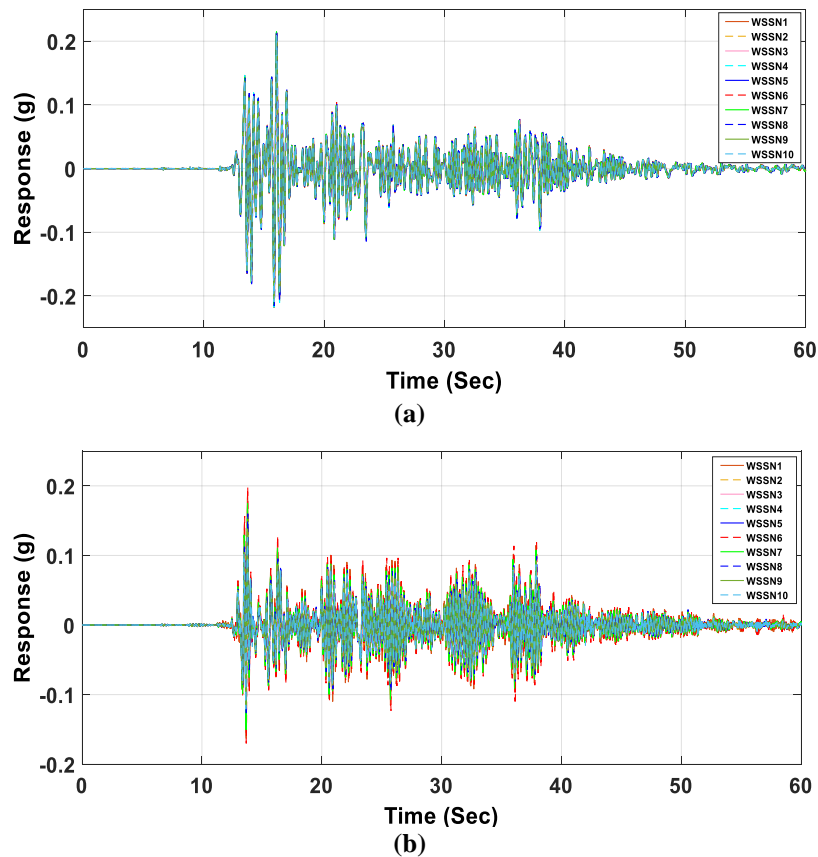 WSSN1
WSSN2
WSSN3
WSSN4
WSSN5
WSSN6
WSSN7
WSSN8
WSSN9
WSSN10
0.2
0.1
0
-0.1
-0.2
Response (g)
0 10 20 30 40 50 60
Time (Sec)
(a)
WSSN1
WSSN2
WSSN3
WSSN4
WSSN5
WSSN6
WSSN7
WSSN8
WSSN9
WSSN10
0.2
0.1
0
-0.1
-0.2
Response (g)
0 10 20 30 40 50 60
Time (Sec)
(b)